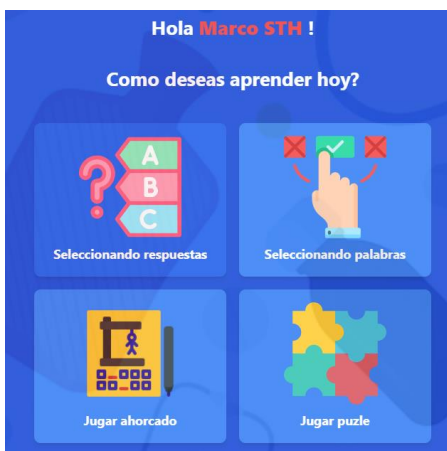 Hola Marco STH !
Como deseas aprender hoy?
A
B
C
Seleccionando respuestas
Seleccionando palabras
Jugar ahorcado
Jugar puzle